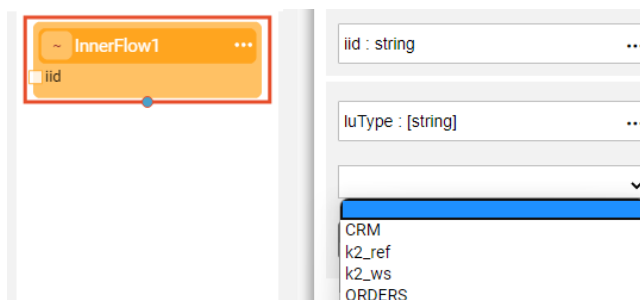 ~ InnerFlow1 ...
iid
iid : string
luType : [string]
CRM
k2_ref
k2_ws
ORDERS